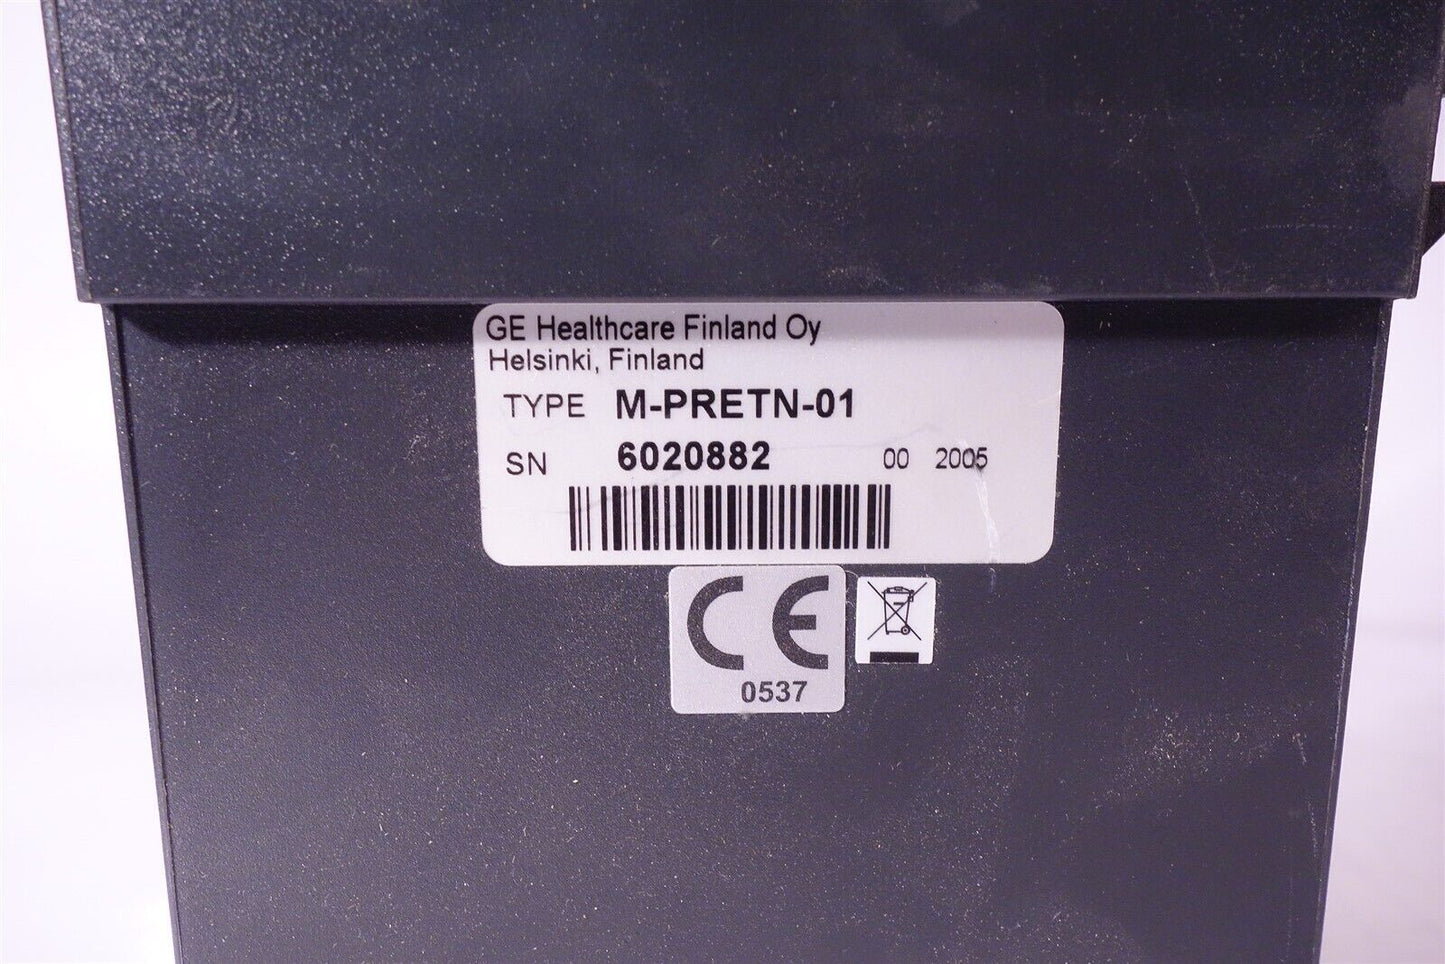 GE Healthcare Finland Oy
Helsinki, Finland
TYPE M-PRETN-01
SN 6020882 00 2005
CE
0537